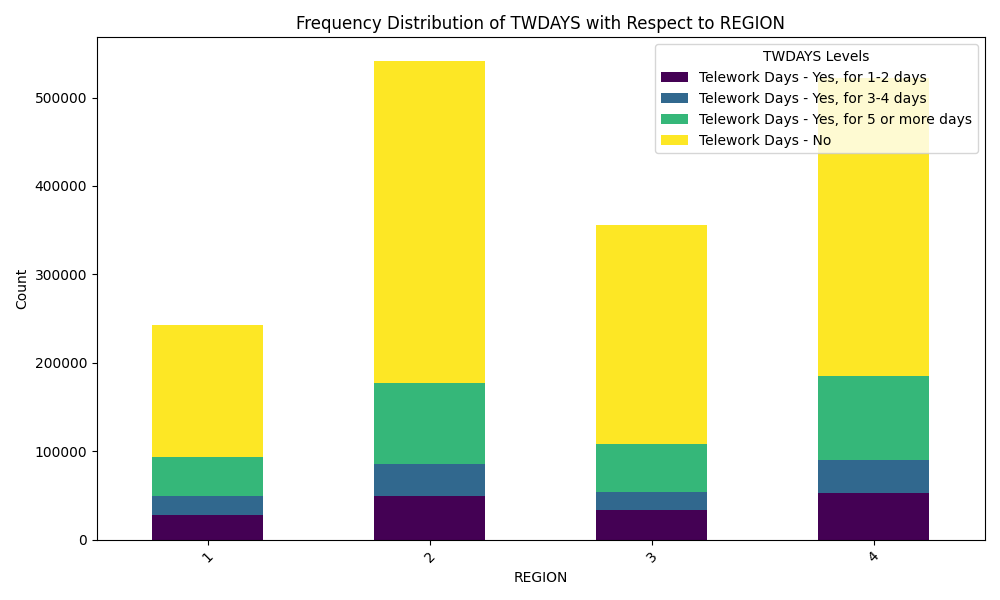 Frequency Distribution of TWDAYS with Respect to REGION
TWDAYS Levels
Telework Days - Yes, for 1-2 days
Telework Days - Yes, for 3-4 days
Telework Days - Yes, for 5 or more days
Telework Days - No
Count
500000
400000
300000
200000
100000
0
1
2
3
4
REGION